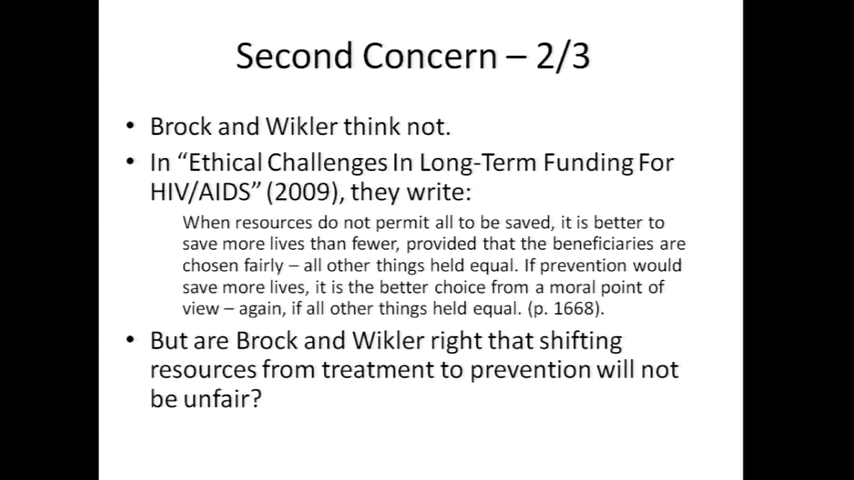 Second Concern – 2/3
• Brock and Wikler think not.
• In “Ethical Challenges In Long-Term Funding For
HIV/AIDS” (2009), they write:
When resources do not permit all to be saved, it is better to
save more lives than fewer, provided that the beneficiaries are
chosen fairly – all other things held equal. If prevention would
save more lives, it is the better choice from a moral point of
view – again, if all other things held equal. (p. 1668).
• But are Brock and Wikler right that shifting
resources from treatment to prevention will not
be unfair?